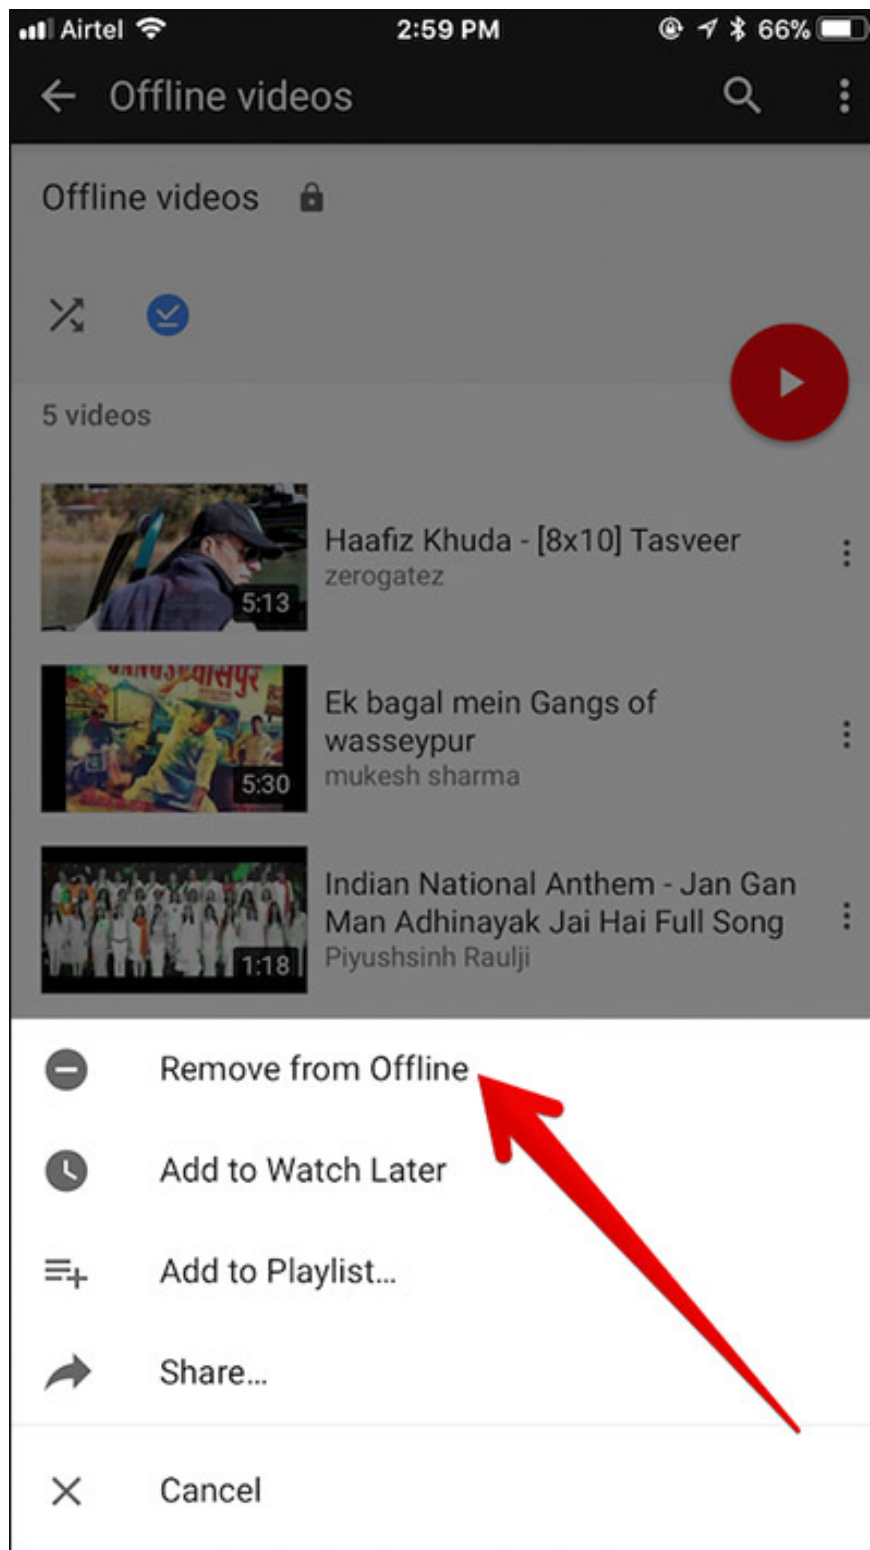 Airtel 2:59 PM 66%
Offline videos
Offline videos
5 videos
5:13
Haafiz Khuda - [8x10] Tasveer
zerogatez
5:30
Ek bagal mein Gangs of
wasseypur
mukesh sharma
1:18
Indian National Anthem - Jan Gan
Man Adhinayak Jai Hai Full Song
Piyushsinh Raulji
Remove from Offline
Add to Watch Later
Add to Playlist...
Share...
Cancel